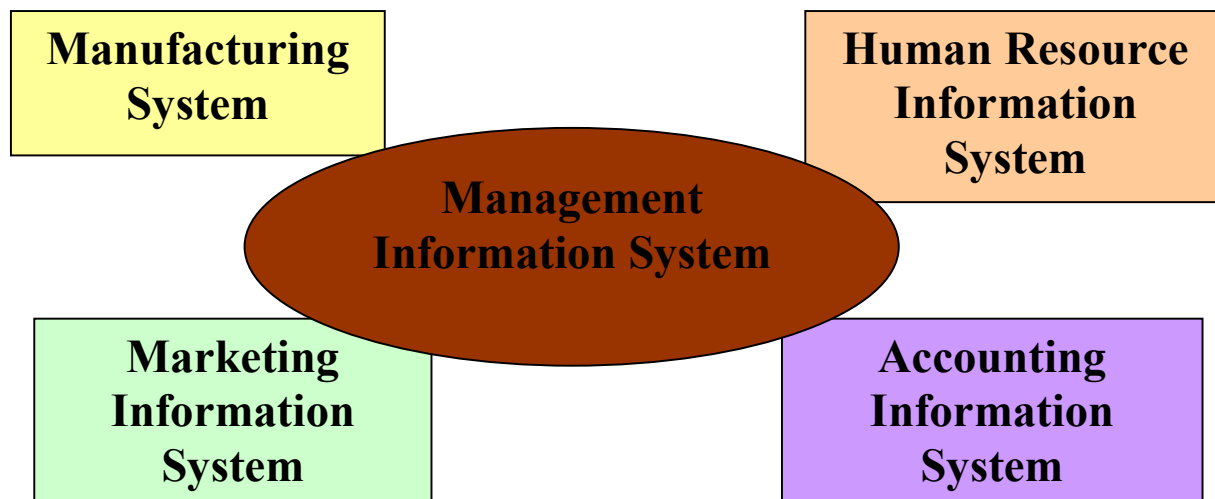 Manufacturing
System
Human Resource
Information
System
Management
Information System
Marketing
Information
System
Accounting
Information
System